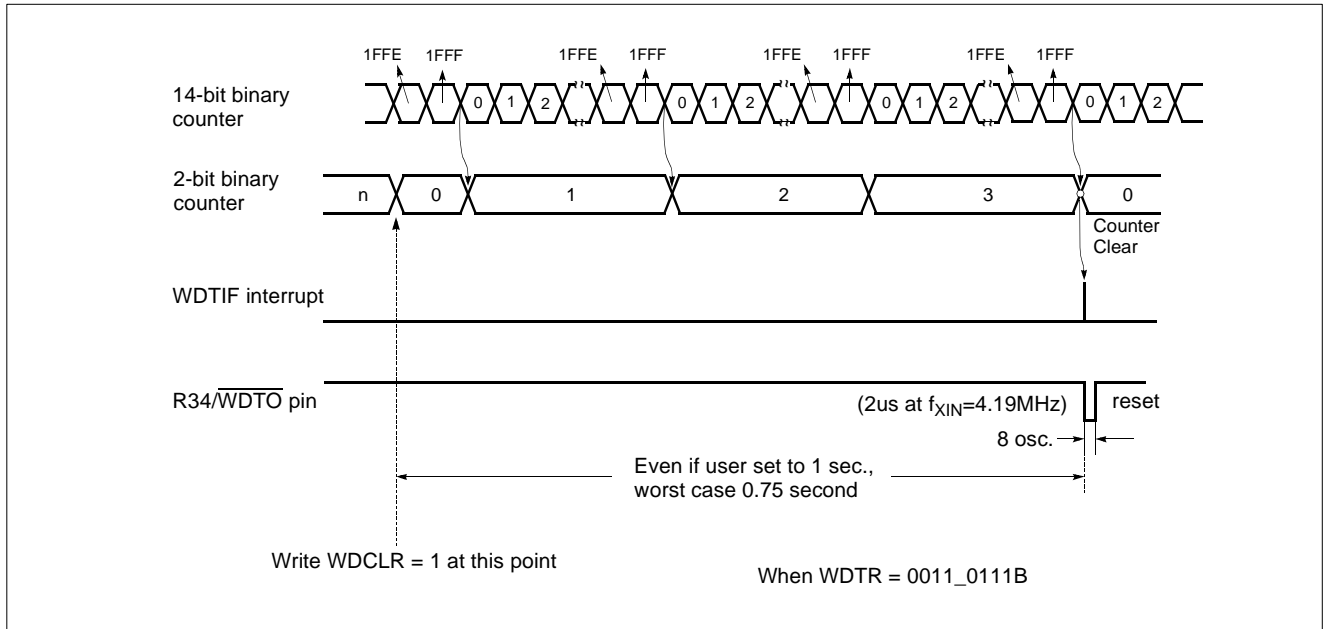 1FFE 1FFF 1FFE 1FFF 1FFE 1FFF 1FFE 1FFF
14-bit binary
counter
0 1 2 0 1 2 0 1 2 0 1 2
2-bit binary
counter
n 0 1 2 3 0
Counter
Clear
WDTIF interrupt
R34/WDTO pin
(2us at fXIN=4.19MHz) reset
8 osc.
Even if user set to 1 sec.,
worst case 0.75 second
Write WDCLR = 1 at this point
When WDTR = 0011_0111B